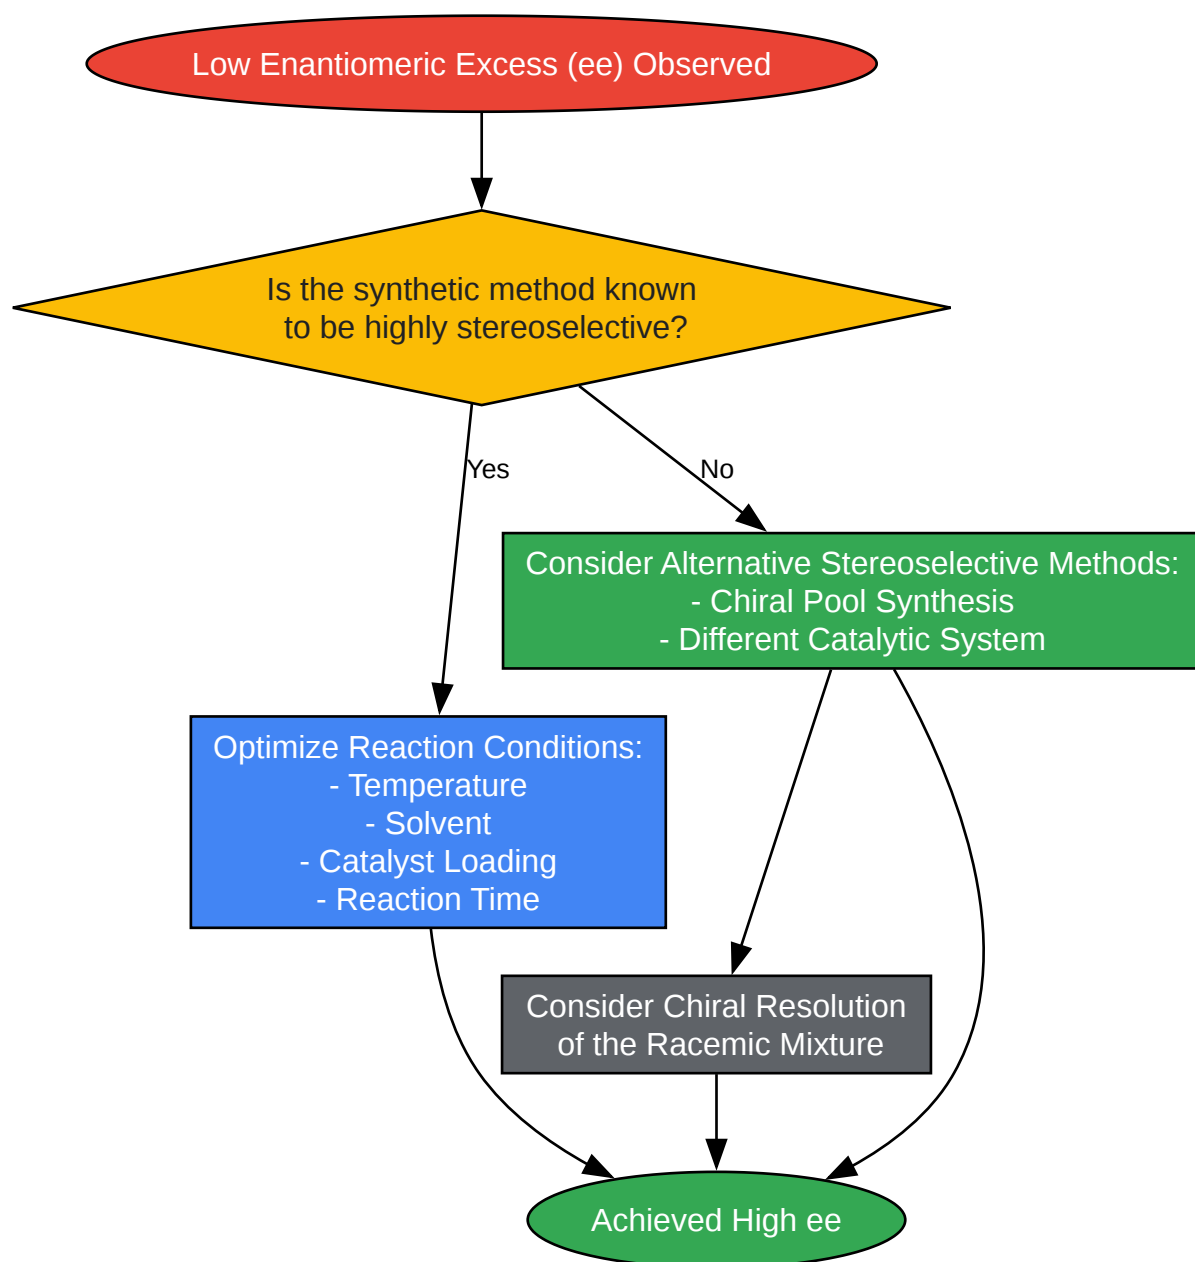 Low Enantiomeric Excess (ee) Observed
Is the synthetic method known
to be highly stereoselective?
Yes
No
Consider Alternative Stereoselective Methods:
- Chiral Pool Synthesis
- Different Catalytic System
Optimize Reaction Conditions:
- Temperature
- Solvent
- Catalyst Loading
- Reaction Time
Consider Chiral Resolution
of the Racemic Mixture
Achieved High ee